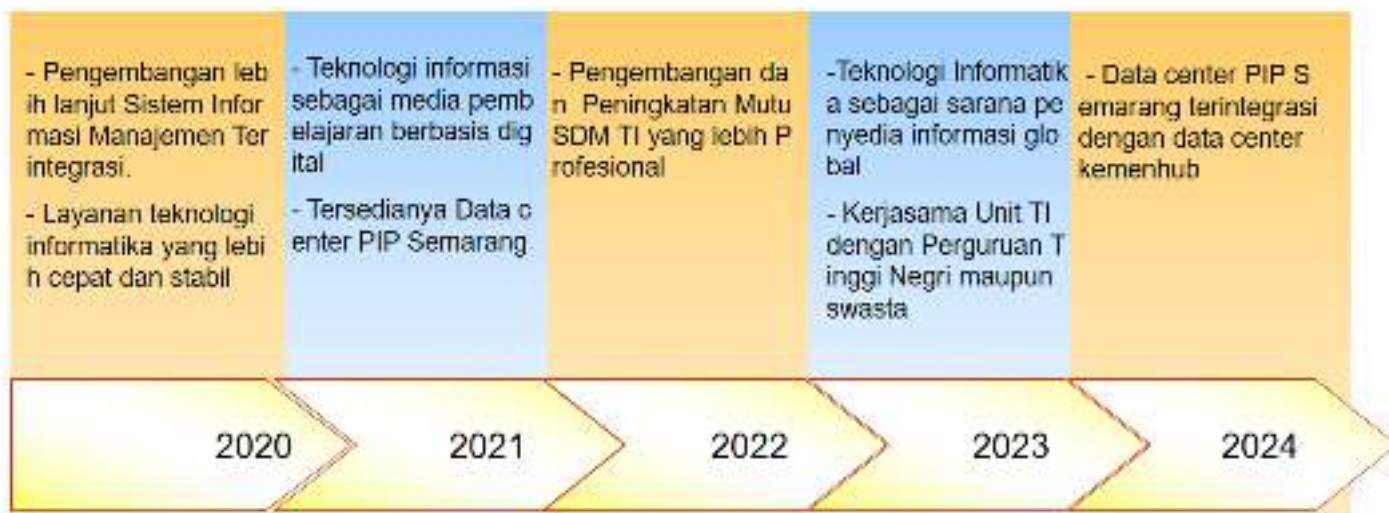 - Pengembangan leb
ih lanjut Sistem Infor
masi Manajemen Ter
integrasi.
- Layanan teknologi
informatika yang lebi
h cepat dan stabil
- Teknologi informasi
sebagai media pemb
elajaran berbasis dig
ital
- Tersedianya Data c
enter PIP Semarang
- Pengembangan da
n Peningkatan Mutu
SDM TI yang lebih P
rofesional
-Teknologi Informatik
a sebagai sarana pe
nyedia informasi glo
bal
- Kerjasama Unit TI
dengan Perguruan T
inggi Negri maupun
swasta
- Data center PIP S
emarang terintegrasi
dengan data center
kemenhub
2020
2021
2022
2023
2024